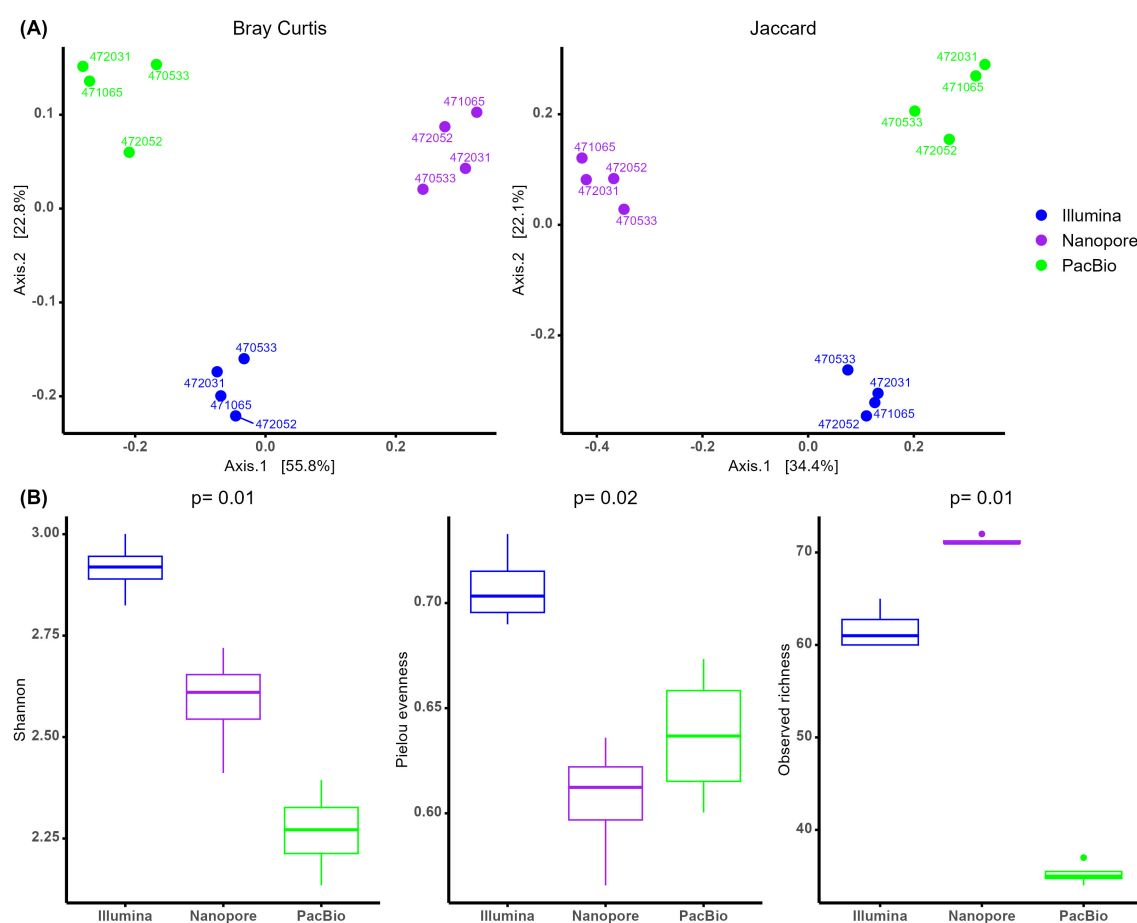 (A)
Bray Curtis
Jaccard
472031
470533
471065
472052
471065
472052
472031
470533
470533
472031
471065
472052
0.1
0.0
-0.1
-0.2
Axis.2 [22.8%]
-0.2
0.0
0.2
Axis.1 [55.8%]
472031
471065
470533
472052
471065
472052
472031
470533
470533
472031
471065
472052
0.2
0.0
-0.2
Axis.2 [22.1%]
-0.4
-0.2
0.0
0.2
Axis.1 [34.4%]
Illumina
Nanopore
PacBio
(B)
p= 0.01
p= 0.02
p= 0.01
3.00
2.75
2.50
2.25
Shannon
Illumina
Nanopore
PacBio
0.70
0.65
0.60
Pielou evenness
Illumina
Nanopore
PacBio
70
60
50
40
Observed richness
Illumina
Nanopore
PacBio